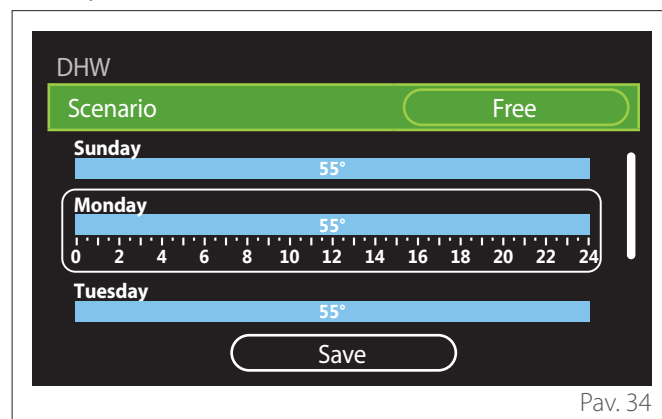 DHW
Scenario Free
Sunday
55°
Monday
55°
0 2 4 6 8 10 12 14 16 18 20 22 24
Tuesday
55°
Save
Pav. 34